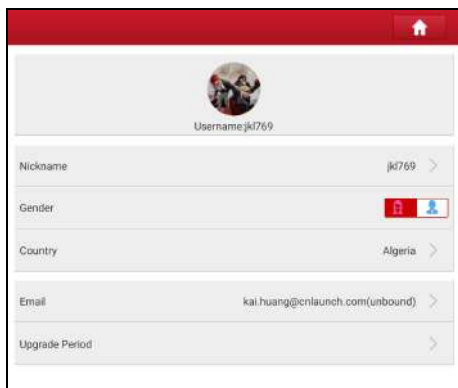 Username:jkl769
Nickname jkl769
Gender
Country Algeria
Email kai.huang@cnlaunch.com(unbound)
Upgrade Period